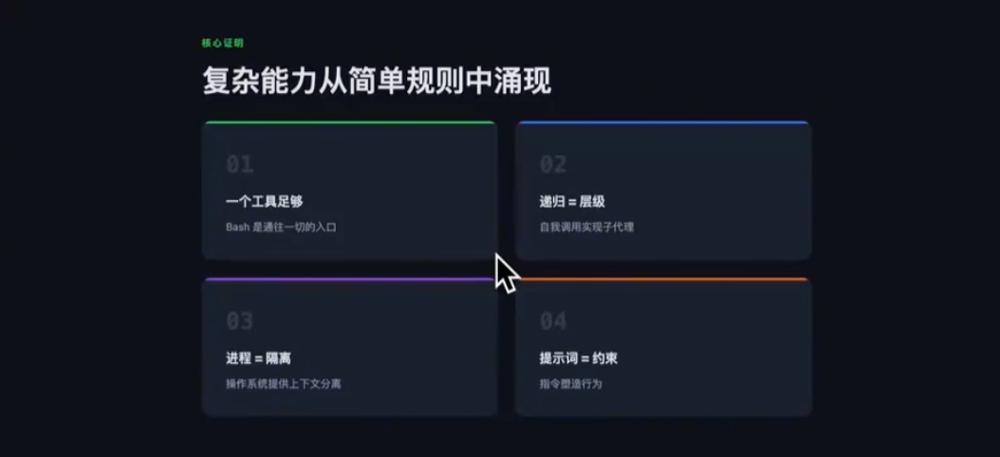 核心证明
复杂能力从简单规则中涌现
01
一个工具足够
Bash 是通往一切的入口
02
递归 = 层级
自我调用实现子代理
03
进程 = 隔离
操作系统提供上下文分离
04
提示词 = 约束
指令塑造行为